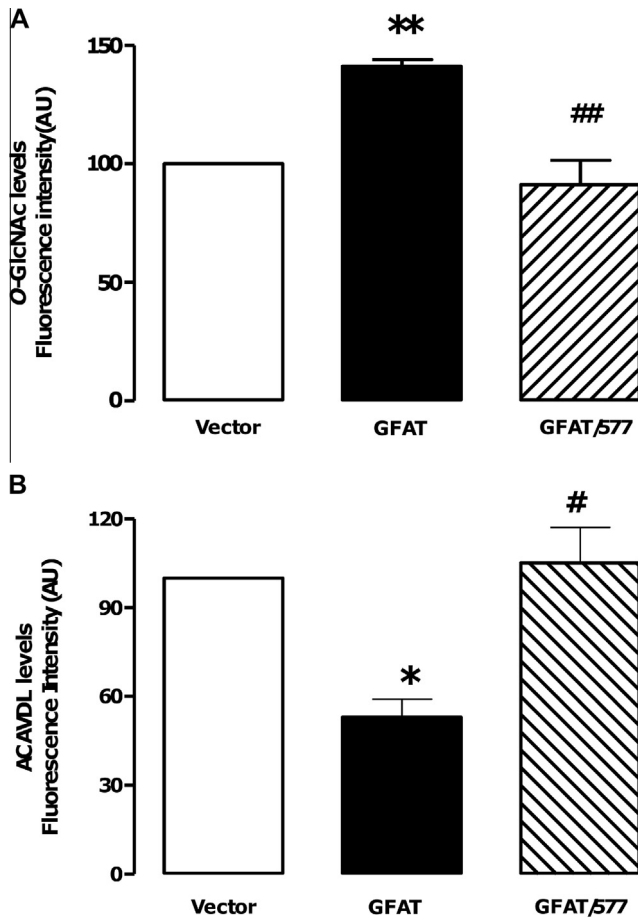 A
O-GlcNAc levels
Fluorescence intensity(AU)
150
100
50
0
**
##
Vector
GFAT
GFAT/577
B
ACAVDL levels
Fluorescence Intensity (AU)
120
90
60
30
0
*
#
Vector
GFAT
GFAT/577